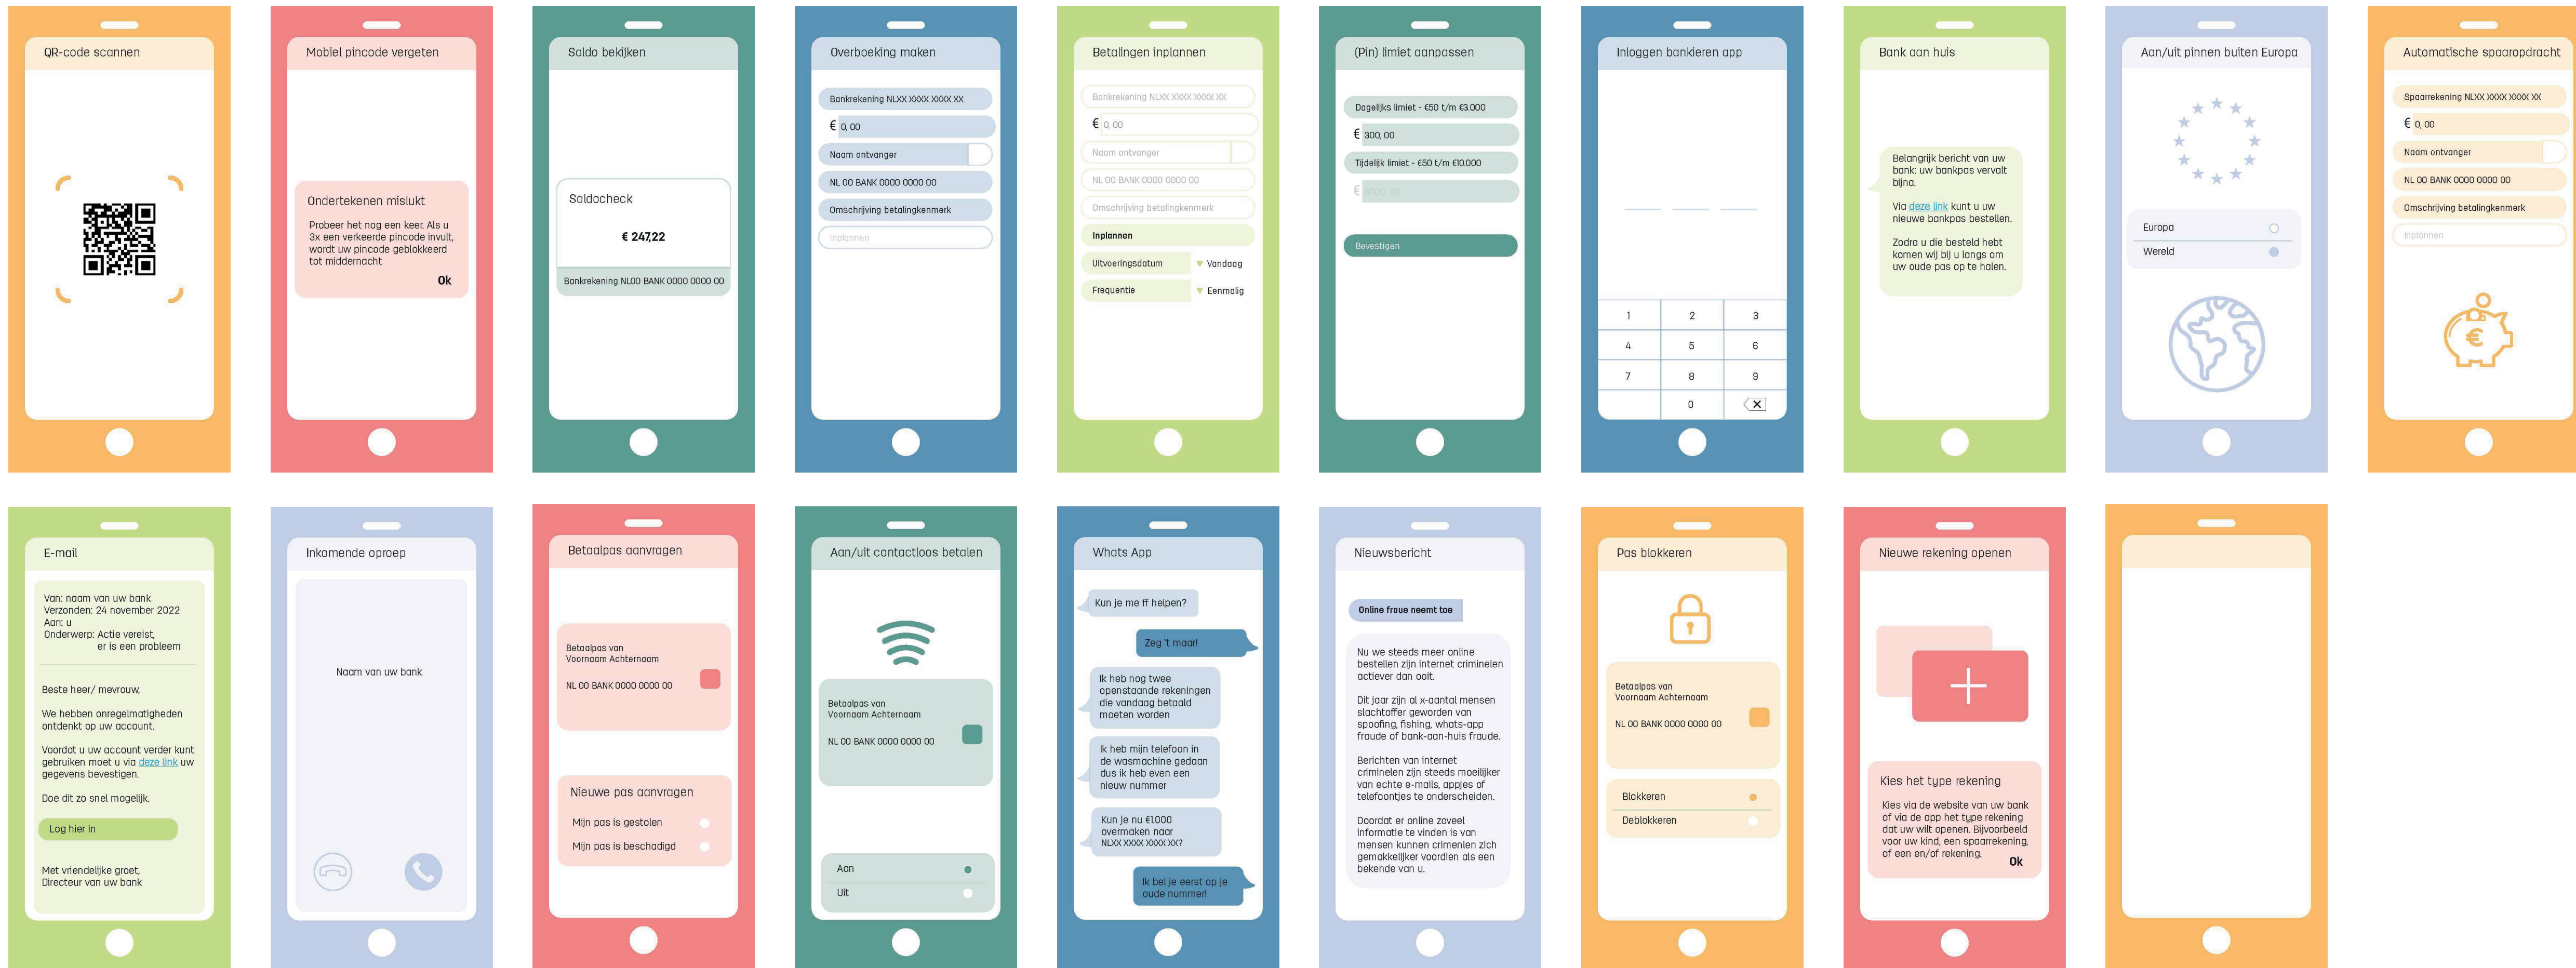 QR-code scannen
Mobiel pincode vergeten
Ondertekenen mislukt
Probeer het nog een keer. Als u
3x een verkeerde pincode invult,
wordt uw pincode geblokkeerd
tot middernacht
Ok
Saldo bekijken
Saldocheck
€ 247,22
Bankrekening NL00 BANK 0000 0000 00
Overboeking maken
Bankrekening NLXX XXXX XXXX XX
€ 0, 00
Naam ontvanger
NL 00 BANK 0000 0000 00
Omschrijving betalingkenmerk
Inplannen
Betalingen inplannen
Bankrekening NLXX XXXX XXXX XX
€ 0, 00
Naam ontvanger
NL 00 BANK 0000 0000 00
Omschrijving betalingkenmerk
Inplannen
Uitvoeringsdatum Vandaag
Frequentie Eenmalig
(Pin) limiet aanpassen
Dagelijks limiet - €50 t/m €3.000
€ 300, 00
Tijdelijk limiet - €50 t/m €10.000
€
Bevestigen
Inloggen bankieren app
1 2 3
4 5 6
7 8 9
0
Bank aan huis
Belangrijk bericht van uw
bank: uw bankpas vervalt
bijna.
Via deze link kunt u uw
nieuwe bankpas bestellen.
Zodra u die besteld hebt
komen wij bij u langs om
uw oude pas op te halen.
Aan/uit pinnen buiten Europa
Europa
Wereld
Automatische spaaropdracht
Spaarrekening NLXX XXXX XXXX XX
€ 0, 00
Naam ontvanger
NL 00 BANK 0000 0000 00
Omschrijving betalingkenmerk
Inplannen
€
E-mail
Van: naam van uw bank
Verzonden: 24 november 2022
Aan: u
Onderwerp: Actie vereist,
er is een probleem
Beste heer/ mevrouw,
We hebben onregelmatigheden
ontdenkt op uw account.
Voordat u uw account verder kunt
gebruiken moet u via deze link uw
gegevens bevestigen.
Doe dit zo snel mogelijk.
Log hier in
Met vriendelijke groet,
Directeur van uw bank
Inkomende oproep
Naam van uw bank
Betaalpas aanvragen
Betaalpas van
Voornaam Achternaam
NL 00 BANK 0000 0000 00
Nieuwe pas aanvragen
Mijn pas is gestolen
Mijn pas is beschadigd
Aan/uit contactloos betalen
Betaalpas van
Voornaam Achternaam
NL 00 BANK 0000 0000 00
Aan
Uit
Whats App
Kun je me ff helpen?
Zeg 't maar!
Ik heb nog twee
openstaande rekeningen
die vandaag betaald
moeten worden
Ik heb mijn telefoon in
de wasmachine gedaan
dus ik heb even een
nieuw nummer
Kun je nu €1.000
overmaken naar
NLXX XXXX XXXX XX?
Ik bel je eerst op je
oude nummer!
Nieuwsbericht
Online fraue neemt toe
Nu we steeds meer online
bestellen zijn internet criminelen
actiever dan ooit.
Dit jaar zijn al x-aantal mensen
slachtoffer geworden van
spoofing, fishing, whats-app
fraude of bank-aan-huis fraude.
Berichten van internet
criminelen zijn steeds moeilijker
van echte e-mails, appjes of
telefoontjes te onderscheiden.
Doordat er online zoveel
informatie te vinden is van
mensen kunnen crimenlen zich
gemakkelijker voordien als een
bekende van u.
Pas blokkeren
Betaalpas van
Voornaam Achternaam
NL 00 BANK 0000 0000 00
Blokkeren
Deblokkeren
Nieuwe rekening openen
Kies het type rekening
Kies via de website van uw bank
of via de app het type rekening
dat uw wilt openen. Bijvoorbeeld
voor uw kind, een spaarrekening,
of een en/of rekening.
Ok